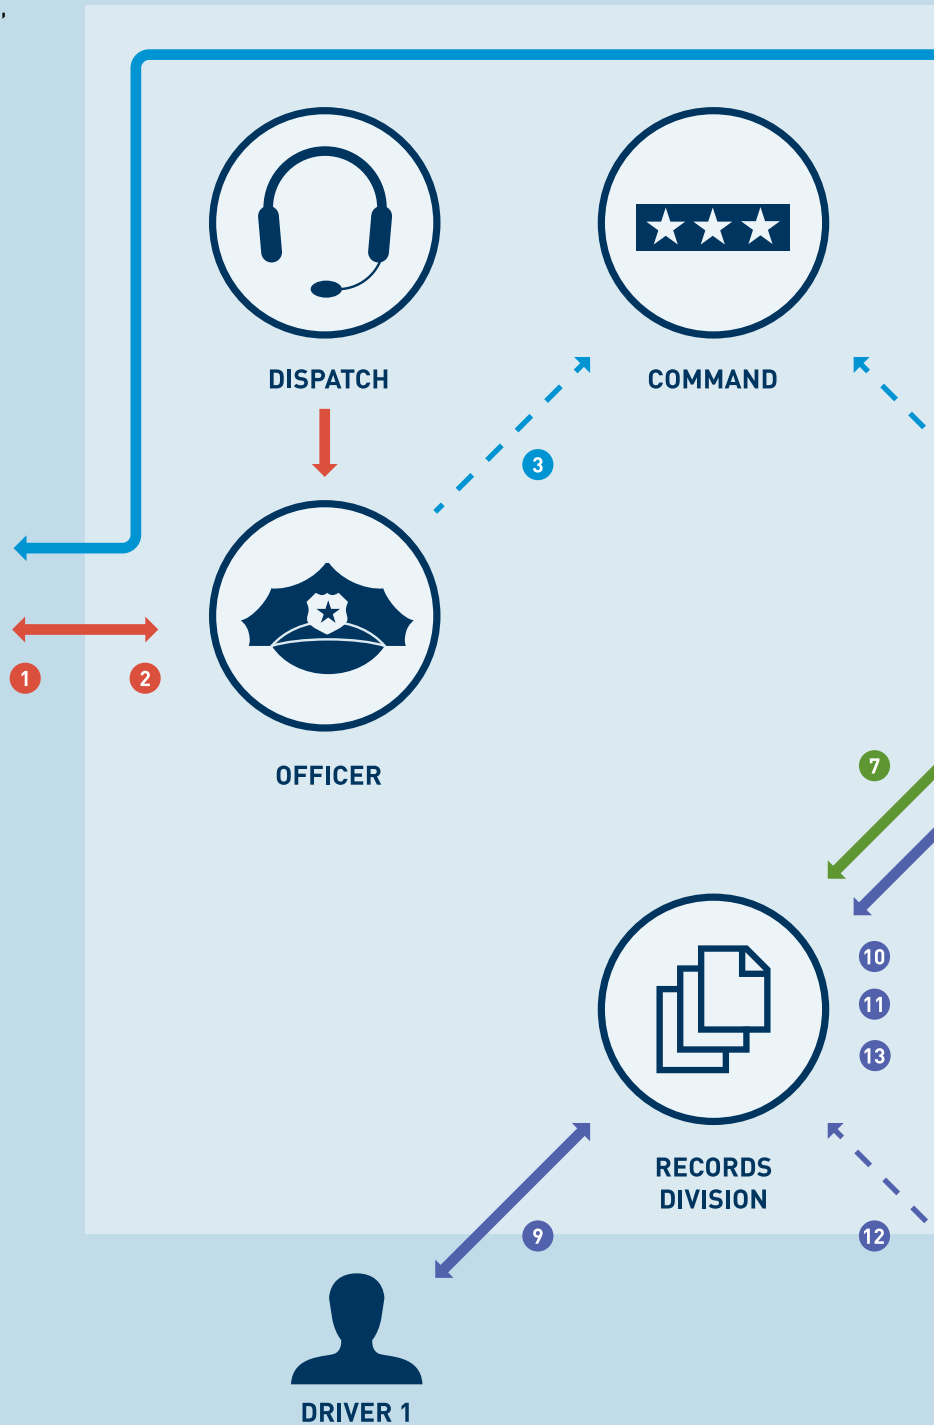 DISPATCH
COMMAND
3
1
2
OFFICER
7
10
11
13
RECORDS
DIVISION
9
12
DRIVER 1